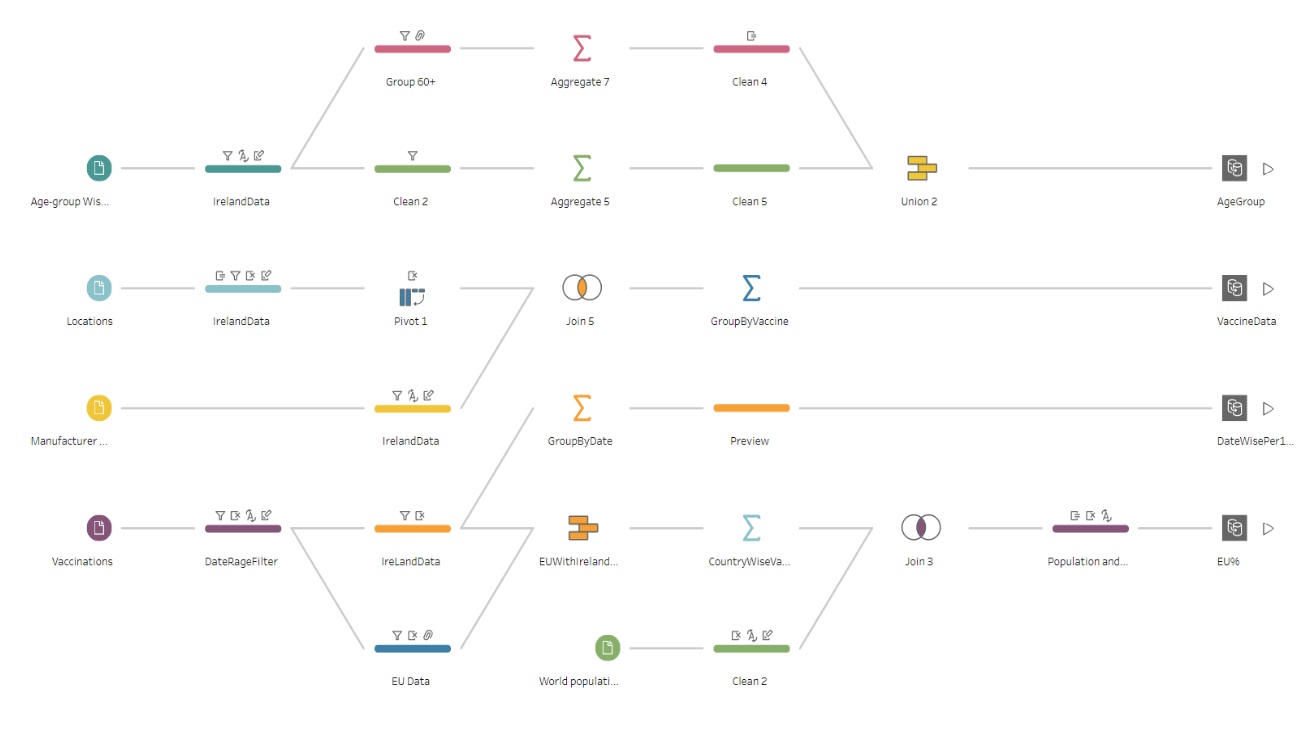 Group 60+
Aggregate 7
Clean 4
Age-group Wis...
IrelandData
Clean 2
Aggregate 5
Clean 5
Union 2
AgeGroup
Locations
IrelandData
Pivot 1
Join 5
GroupByVaccine
VaccineData
Manufacturer ...
IrelandData
GroupByDate
Preview
DateWisePer1...
Vaccinations
DateRageFilter
IreLandData
EUWithIreland...
CountryWiseVa...
Join 3
Population and...
EU%
EU Data
World populati...
Clean 2